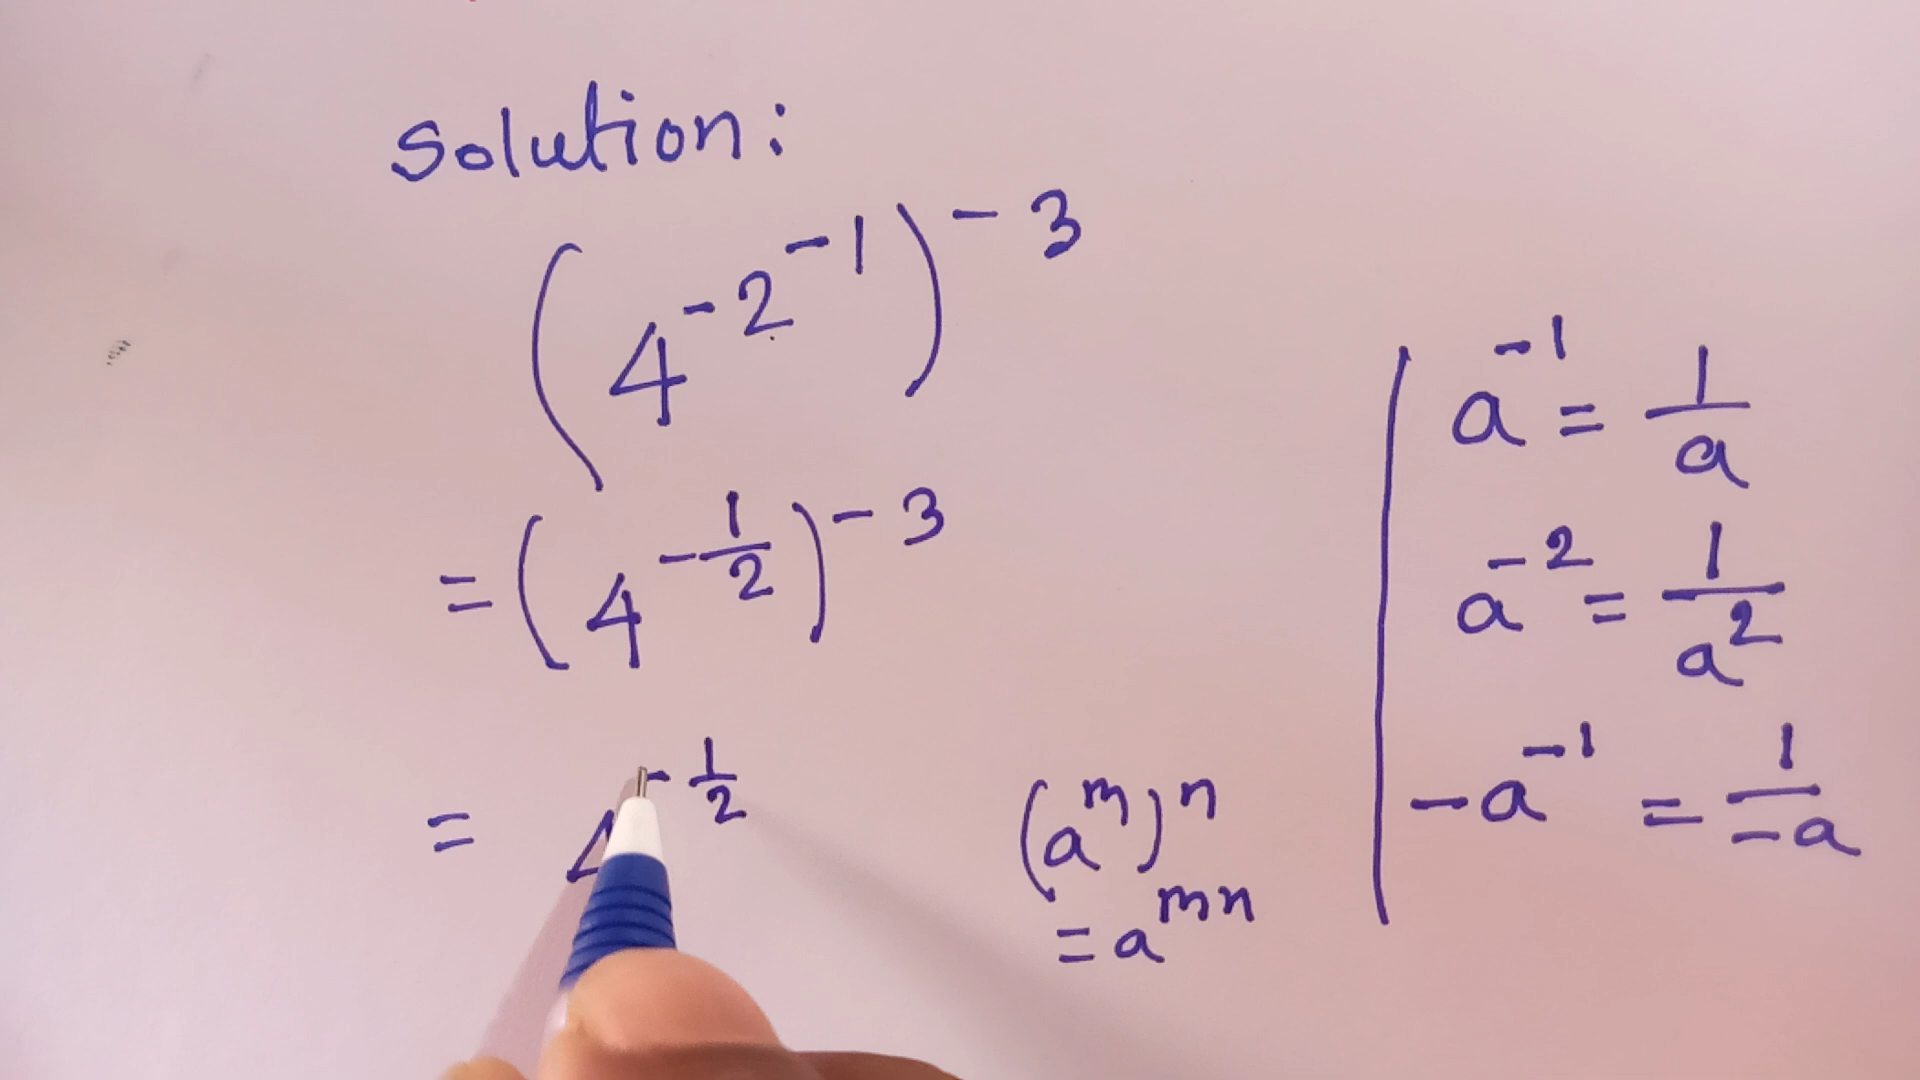 Solution:
(4^-2^-1)^-3
= (4^-1/2)^-3
= 4^-1/2
(a^m)^n
= a^mn
a^-1 = 1/a
a^-2 = 1/a^2
-a^-1 = 1/-a